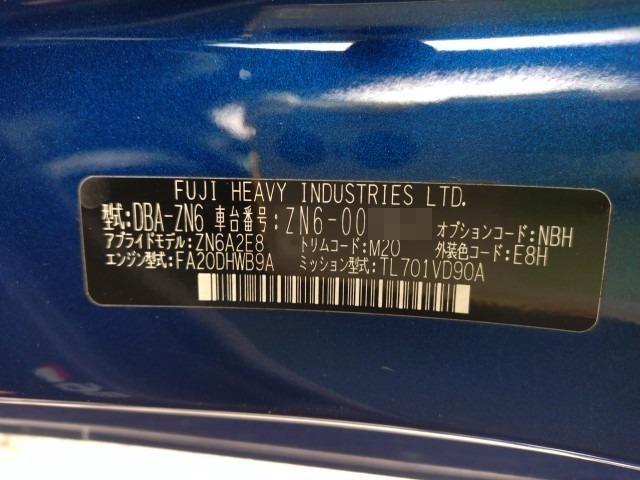 FUJI HEAVY INDUSTRIES LTD.
型式:DBA-ZN6 車台番号:ZN6-00 オプションコード:NBH
アプライドモデル:ZN6A2E8 トリムコード:M20 外装色コード:E8H
エンジン型式:FA20DHWB9A ミッション型式:TL701VD90A